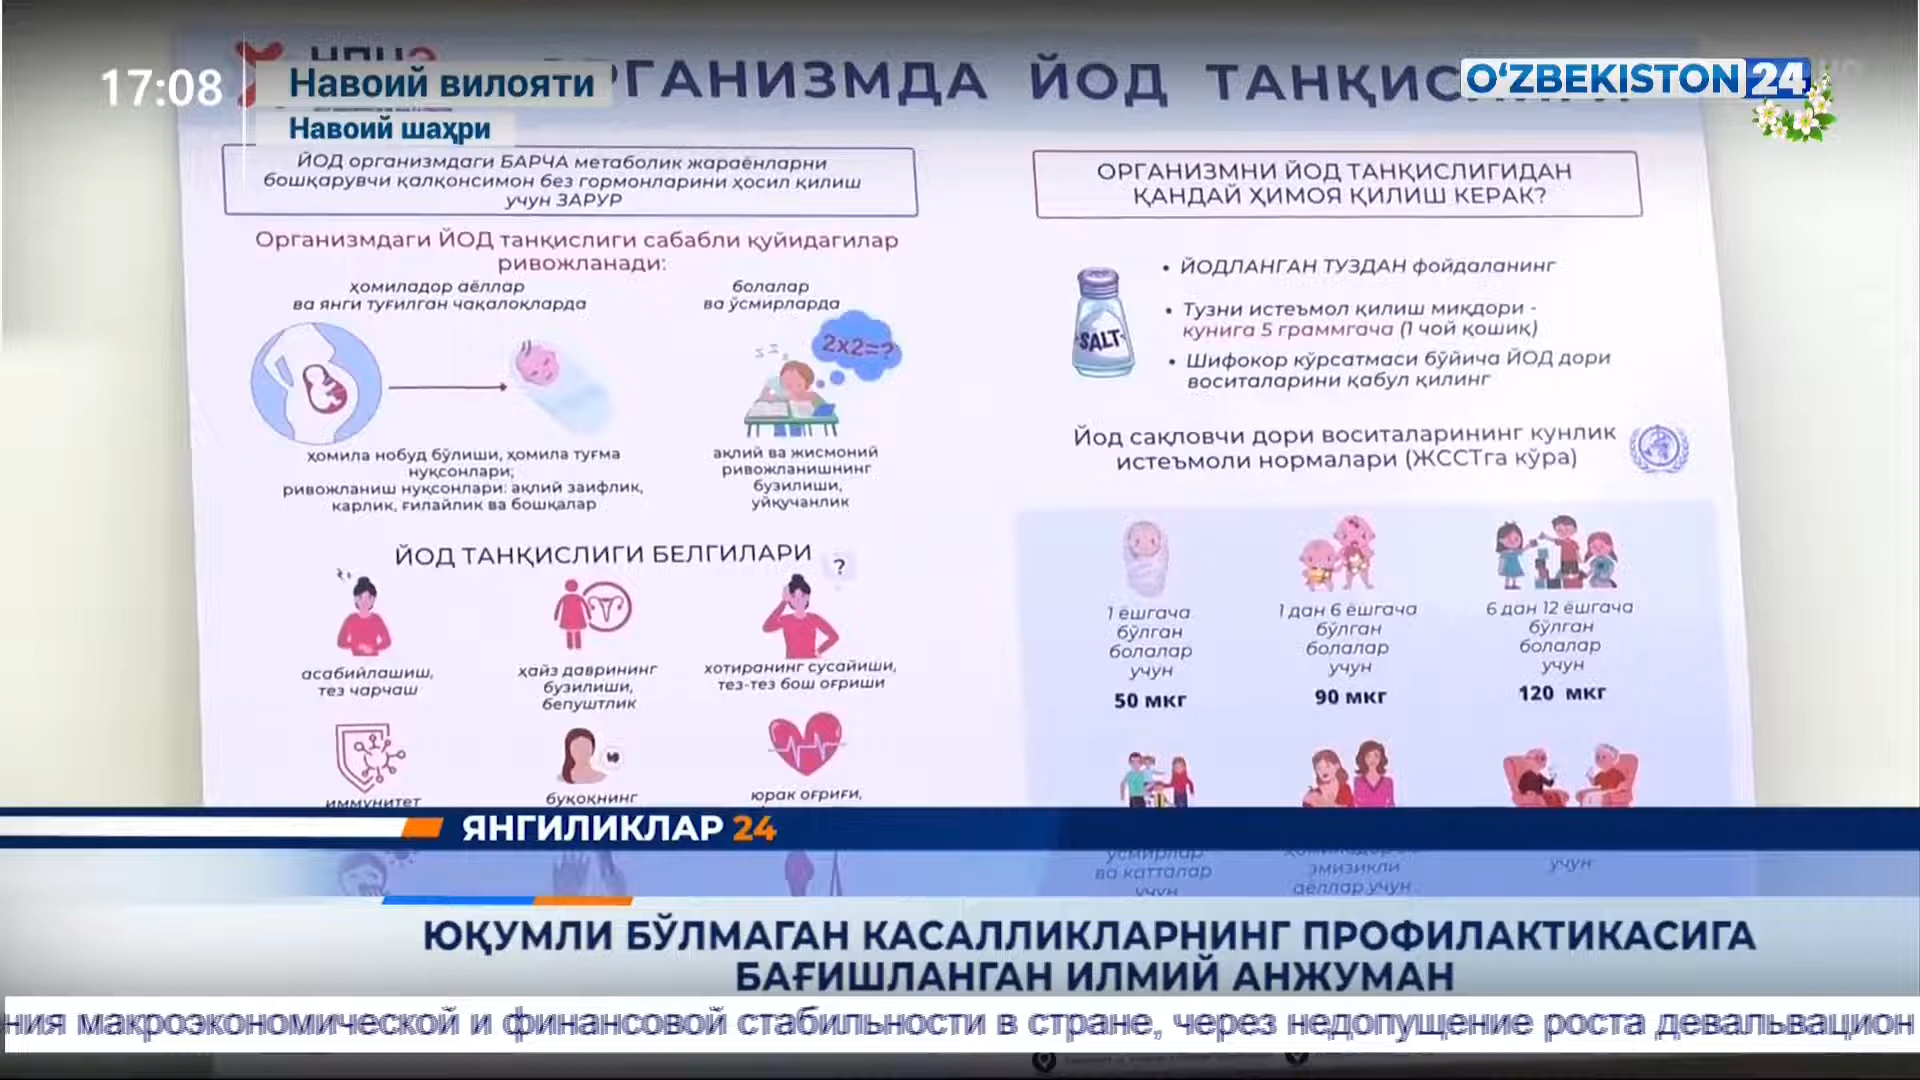 17:08
Навоий вилояти
Навоий шаҳри
O‘ZBEKISTON 24
ЙОД ТАНҚИС
ЙОД организмдаги БАРЧА метаболик жараёнларни
бошқарувчи қалқонсимон без гормонларини ҳосил қилиш
учун ЗАРУР
Организмдаги ЙОД танқислиги сабабли қуйидагилар
ривожланади:
ҳомиладор аёллар
ва янги туғилган чақалоқларда
болалар
ва ўсмирларда
2x2=?
ҳомила нобуд бўлиши, ҳомила туғма
нуқсонлари;
ривожланиш нуқсонлари: ақлий заифлик,
карлик, ғилайлик ва бошқалар
ақлий ва жисмоний
ривожланишнинг
бузилиши,
уйқучанлик
ЙОД ТАНҚИСЛИГИ БЕЛГИЛАРИ
?
асабийлашиш,
тез чарчаш
ҳайз даврининг
бузилиши,
бепуштлик
хотиранинг сусайиши,
тез-тез бош оғриши
иммунитет
буқоқнинг
юрак оғриғи,
ОРГАНИЗМНИ ЙОД ТАНҚИСЛИГИДАН
ҚАНДАЙ ҲИМОЯ ҚИЛИШ КЕРАК?
SALT
• ЙОДЛАНГАН ТУЗДАН фойдаланинг
• Тузни истеъмол қилиш миқдори -
кунига 5 граммгача (1 чой қошиқ)
• Шифокор кўрсатмаси бўйича ЙОД дори
воситаларини қабул қилинг
Йод сақловчи дори воситаларининг кунлик
истеъмоли нормалари (ЖССТга кўра)
1 ёшгача
бўлган
болалар
учун
50 мкг
1 дан 6 ёшгача
бўлган
болалар
учун
90 мкг
6 дан 12 ёшгача
бўлган
болалар
учун
120 мкг
ўсмирлар
ва катталар
учун
эмизикли
аёллар учун
учун
ЯНГИЛИКЛАР 24
ЮҚУМЛИ БЎЛМАГАН КАСАЛЛИКЛАРНИНГ ПРОФИЛАКТИКАСИГА
БАҒИШЛАНГАН ИЛМИЙ АНЖУМАН
ния макроэкономической и финансовой стабильности в стране, через недопущение роста девальвацион